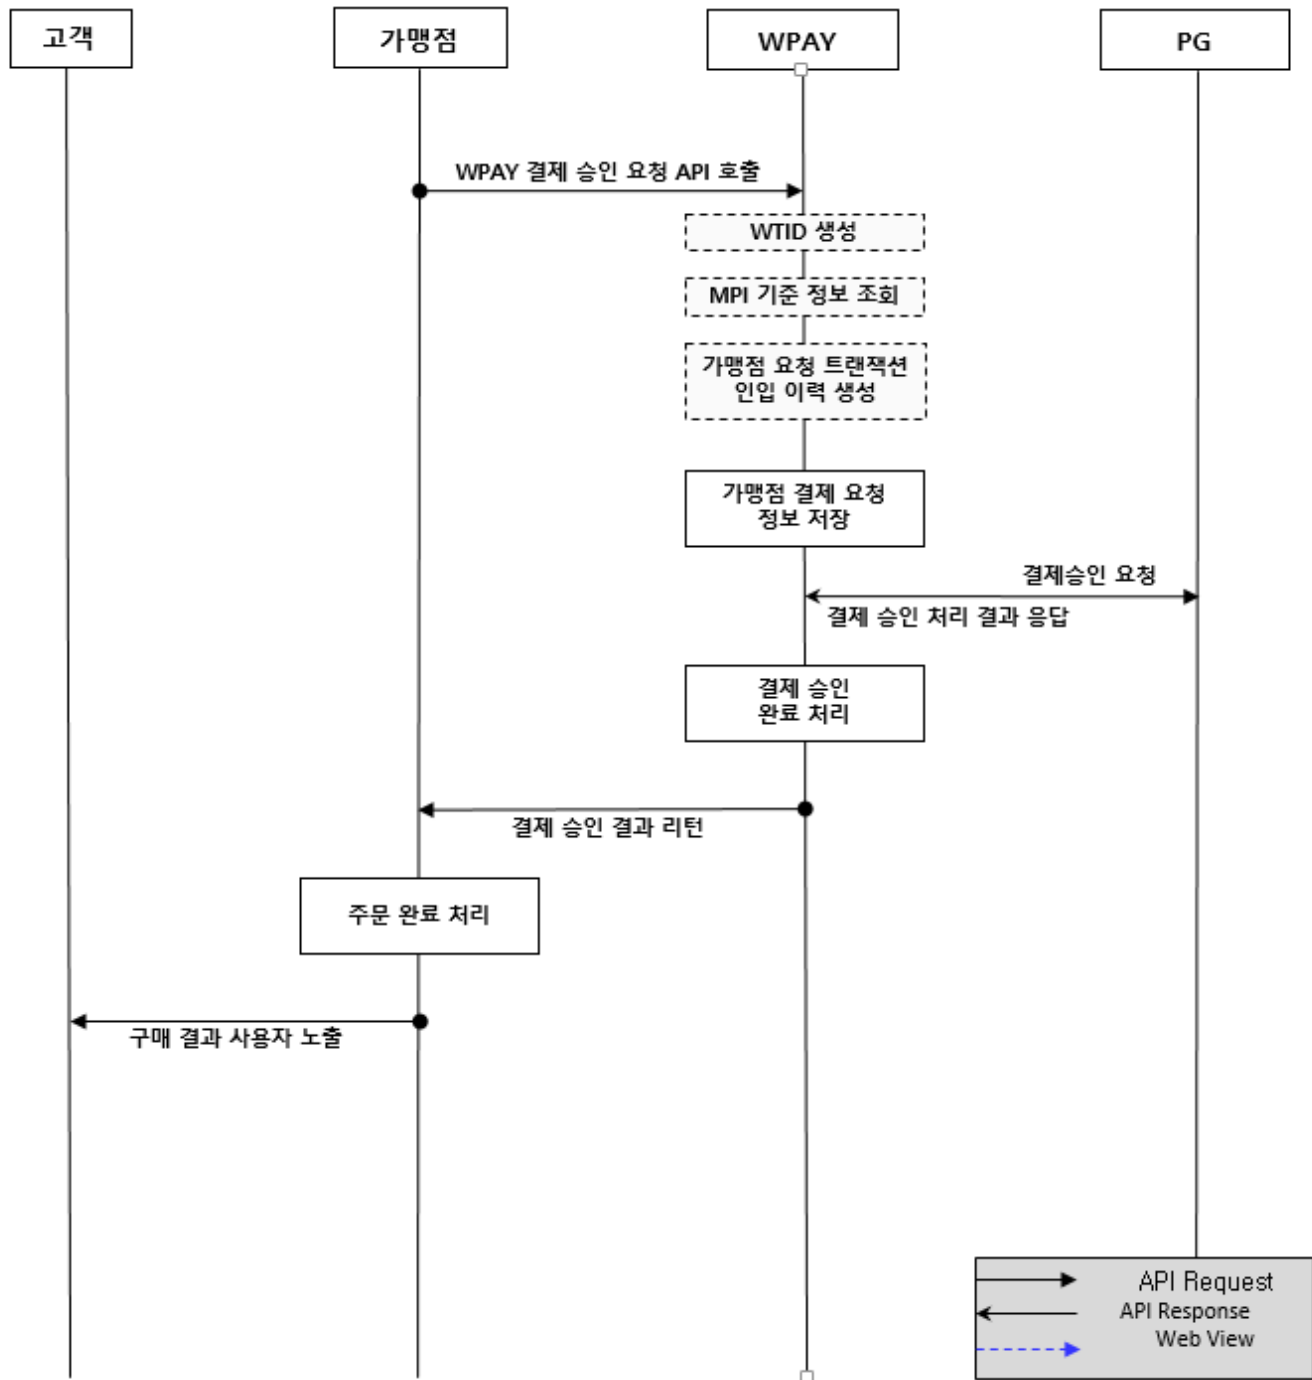 고객
가맹점
WPAY
PG
WPAY 결제 승인 요청 API 호출
WTID 생성
MPI 기준 정보 조회
가맹점 요청 트랜잭션
인입 이력 생성
가맹점 결제 요청
정보 저장
결제승인 요청
결제 승인 처리 결과 응답
결제 승인
완료 처리
결제 승인 결과 리턴
주문 완료 처리
구매 결과 사용자 노출
API Request
API Response
Web View